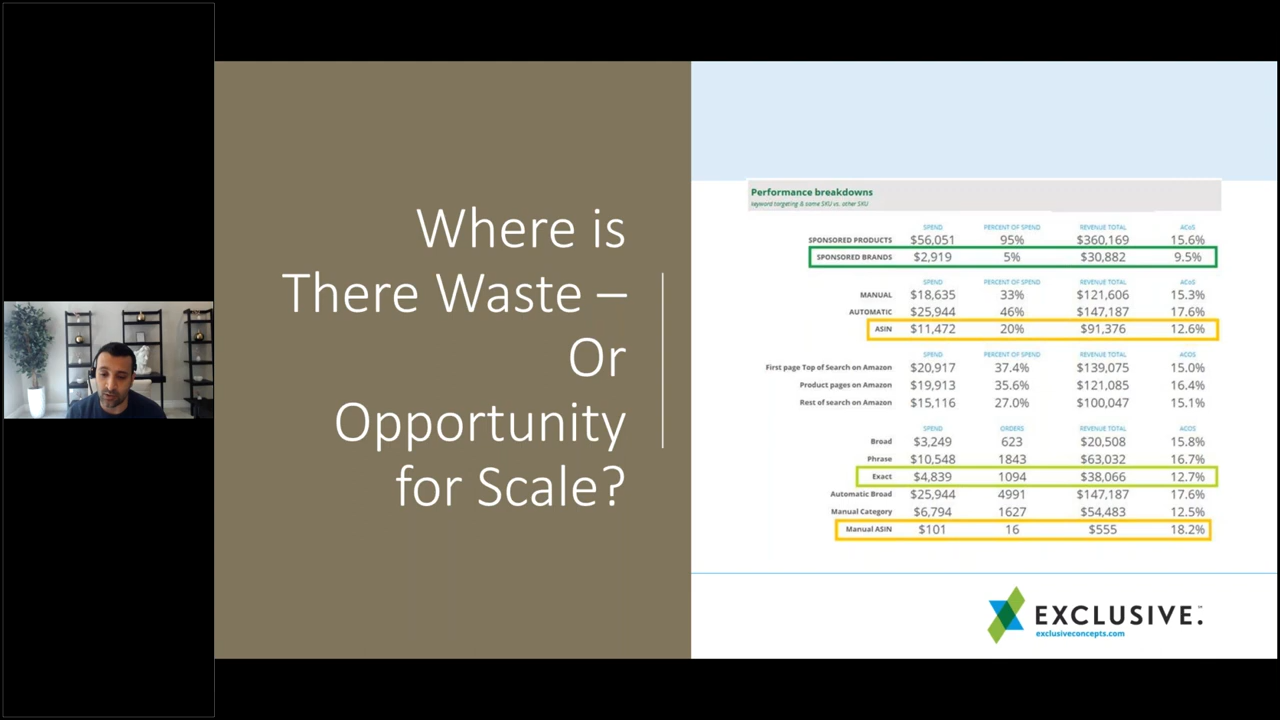 Where is
There Waste –
Or
Opportunity
for Scale?
Performance breakdowns
keyword targeting & same SKU vs. other SKU
SPEND PERCENT OF SPEND REVENUE TOTAL ACoS
SPONSORED PRODUCTS $56,051 95% $360,169 15.6%
SPONSORED BRANDS $2,919 5% $30,882 9.5%
SPEND PERCENT OF SPEND REVENUE TOTAL ACoS
MANUAL $18,635 33% $121,606 15.3%
AUTOMATIC $25,944 46% $147,187 17.6%
ASIN $11,472 20% $91,376 12.6%
SPEND PERCENT OF SPEND REVENUE TOTAL ACOS
First page Top of Search on Amazon $20,917 37.4% $139,075 15.0%
Product pages on Amazon $19,913 35.6% $121,085 16.4%
Rest of search on Amazon $15,116 27.0% $100,047 15.1%
SPEND ORDERS REVENUE TOTAL ACOS
Broad $3,249 623 $20,508 15.8%
Phrase $10,548 1843 $63,032 16.7%
Exact $4,839 1094 $38,066 12.7%
Automatic Broad $25,944 4991 $147,187 17.6%
Manual Category $6,794 1627 $54,483 12.5%
Manual ASIN $101 16 $555 18.2%
EXCLUSIVE.
exclusiveconcepts.com